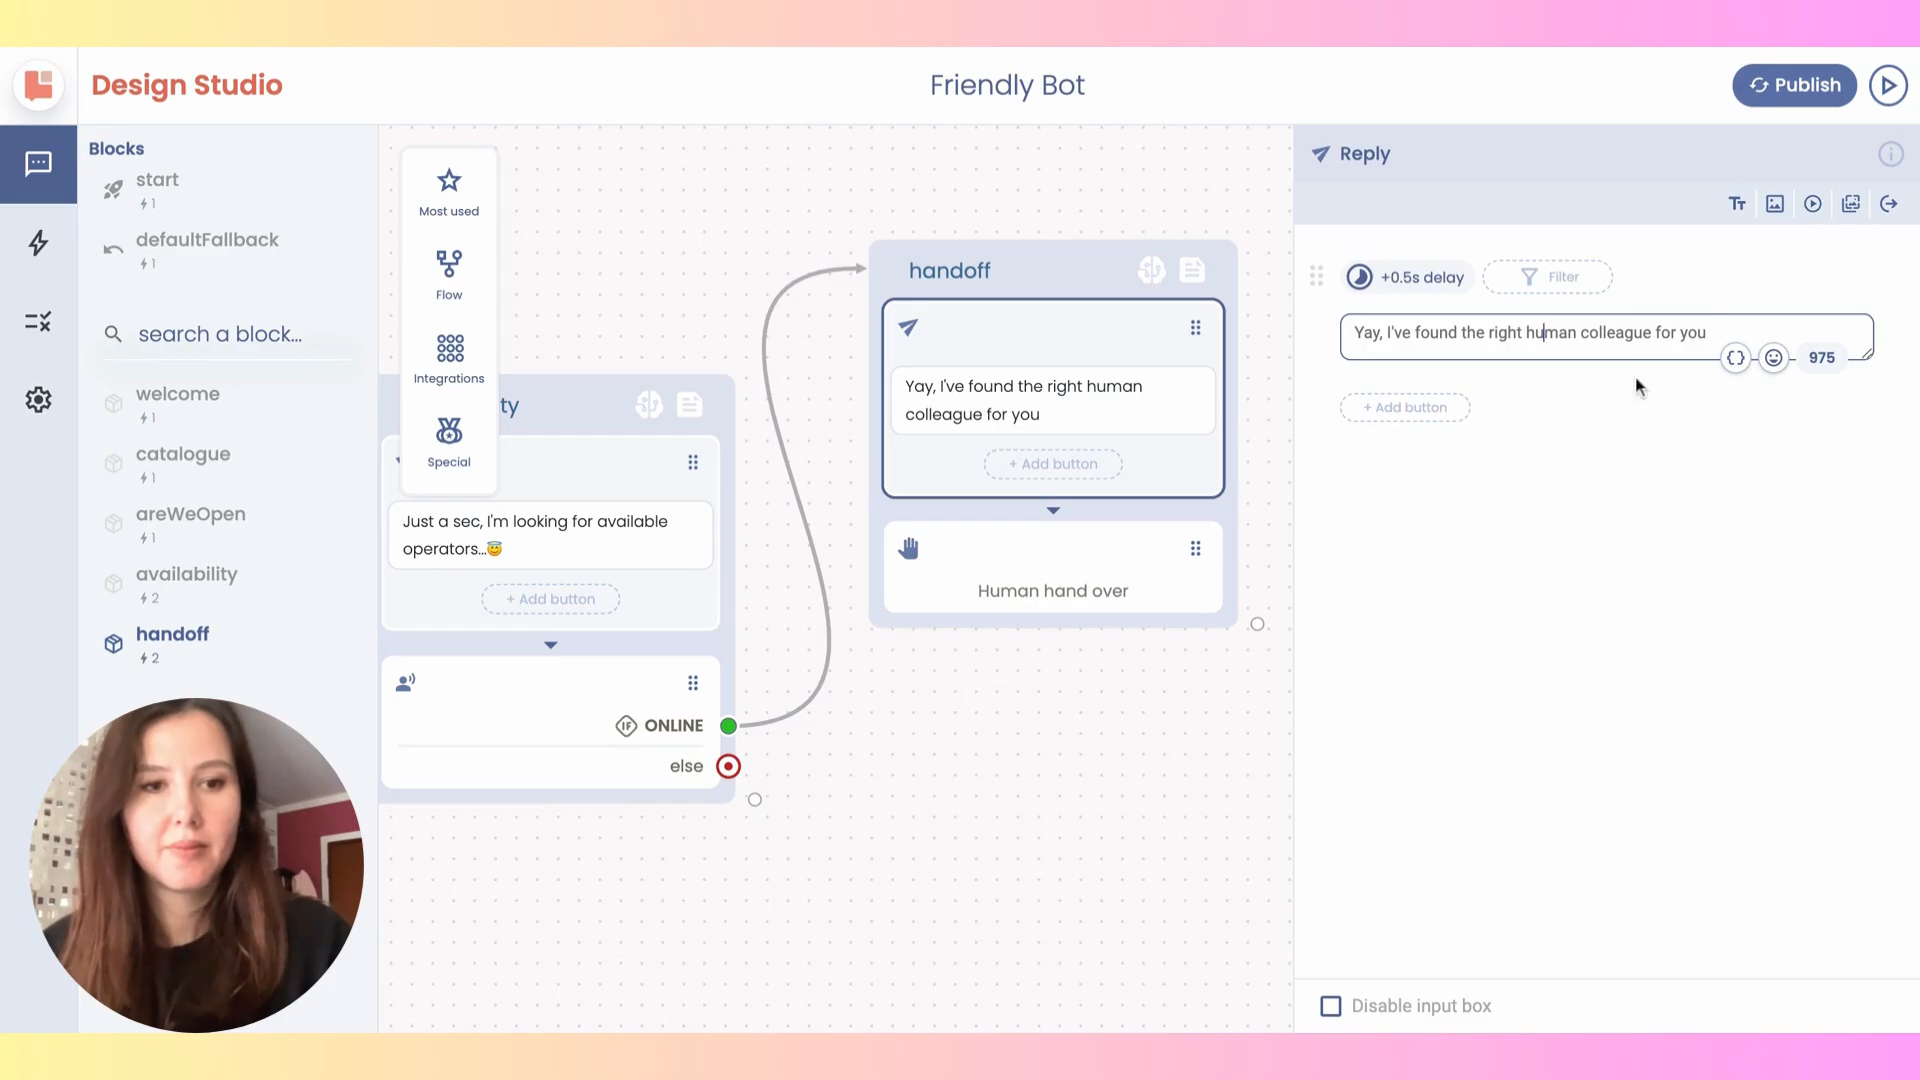 Design Studio
Friendly Bot
Publish
Blocks
start
1
defaultFallback
1
search a block...
welcome
1
catalogue
1
areWeOpen
1
availability
2
handoff
2
Most used
Flow
Integrations
Special
ty
Just a sec, I'm looking for available
operators...😇
+ Add button
IF ONLINE
else
handoff
Yay, I've found the right human
colleague for you
+ Add button
Human hand over
Reply
Tr
+0.5s delay
Filter
Yay, I've found the right human colleague for you
{} 975
+ Add button
Disable input box